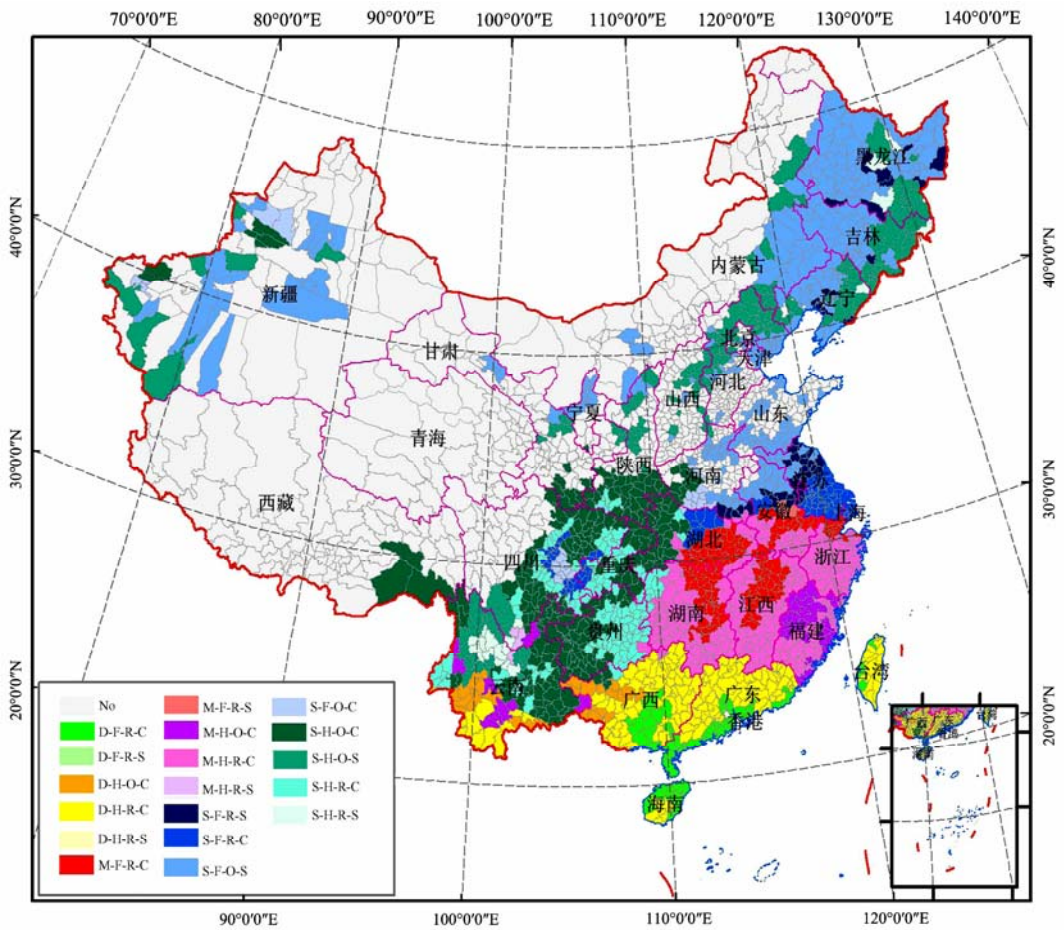 70°0'0"E
80°0'0"E
90°0'0"E
100°0'0"E
110°0'0"E
120°0'0"E
130°0'0"E
140°0'0"E
黑龙江
40°0'0"N
40°0'0"N
吉林
内蒙古
新疆
辽宁
北京
甘肃
天津
河北
宁夏
山西
山东
青海
30°0'0"N
陕西
河南
30°0'0"N
西藏
安徽
上海
四川
湖北
重庆
浙江
湖南
江西
贵州
福建
20°0'0"N
台湾
云南
广西
广东
20°0'0"N
香港
海南
No
D-F-R-C
D-F-R-S
D-H-O-C
D-H-R-C
D-H-R-S
M-F-R-C
M-F-R-S
M-H-O-C
M-H-R-C
M-H-R-S
S-F-R-S
S-F-R-C
S-F-O-S
S-F-O-C
S-H-O-C
S-H-O-S
S-H-R-C
S-H-R-S
90°0'0"E
100°0'0"E
110°0'0"E
120°0'0"E